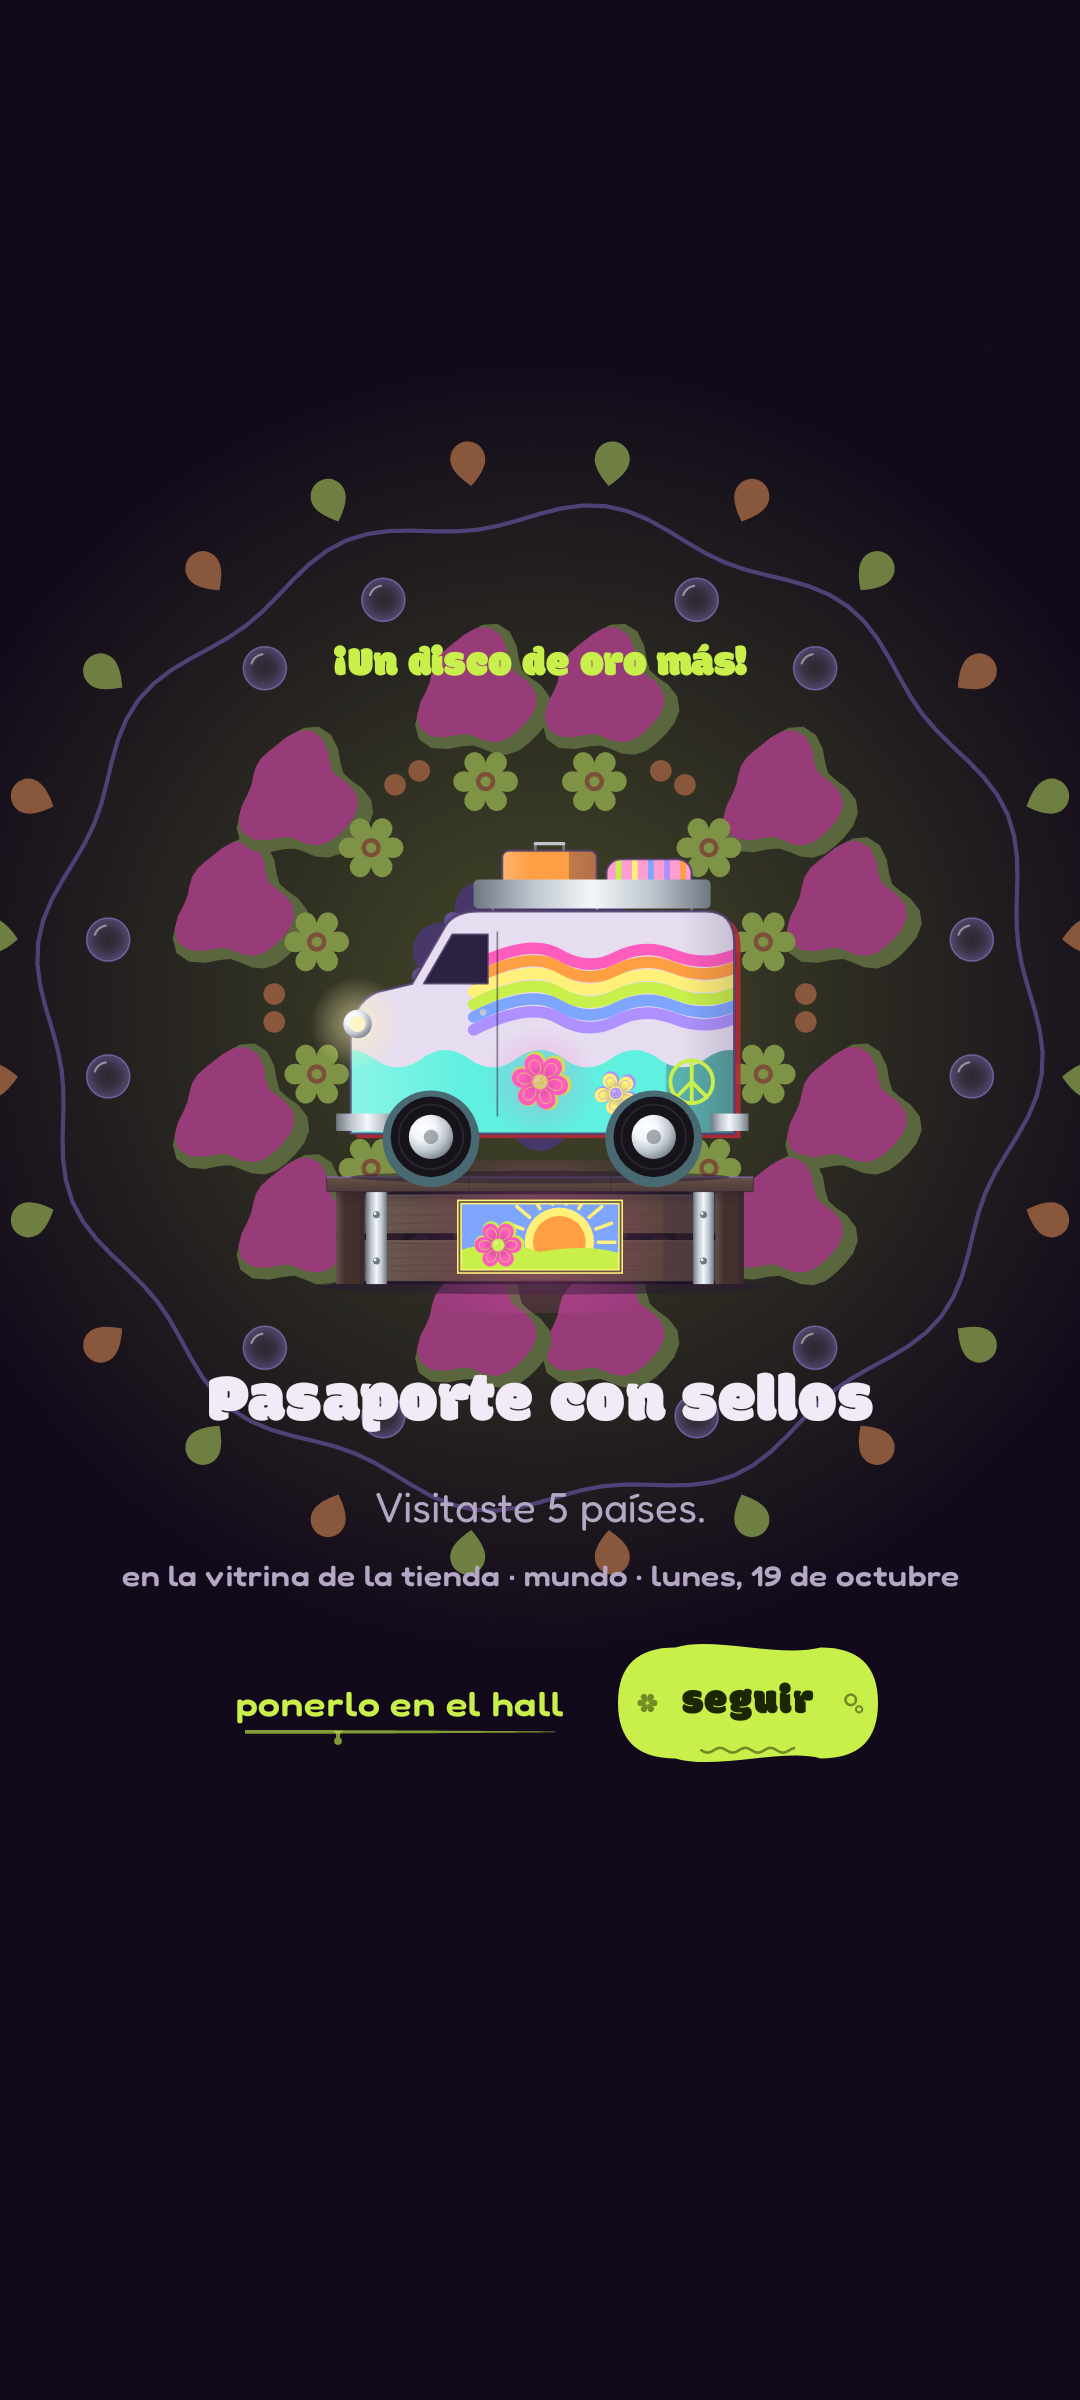 ¡Un disco de oro más!
Pasaporte con sellos
Visitaste 5 países.
en la vitrina de la tienda · mundo · lunes, 19 de octubre
ponerlo en el hall
seguir